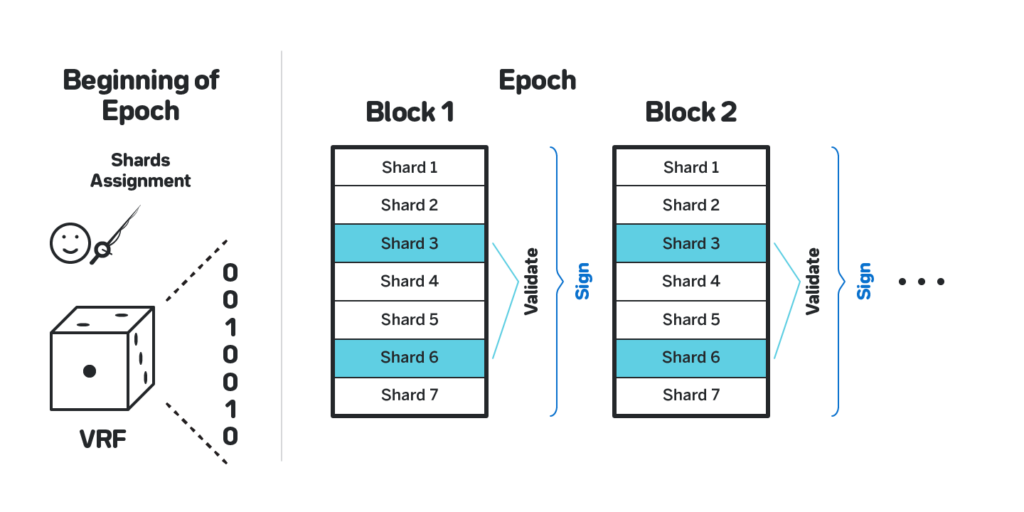 Beginning of
Epoch
Shards
Assignment
0
0
1
0
0
1
0
VRF
Epoch
Block 1
Shard 1
Shard 2
Shard 3
Shard 4
Shard 5
Shard 6
Shard 7
Validate
Sign
Block 2
Shard 1
Shard 2
Shard 3
Shard 4
Shard 5
Shard 6
Shard 7
Validate
Sign
• • •